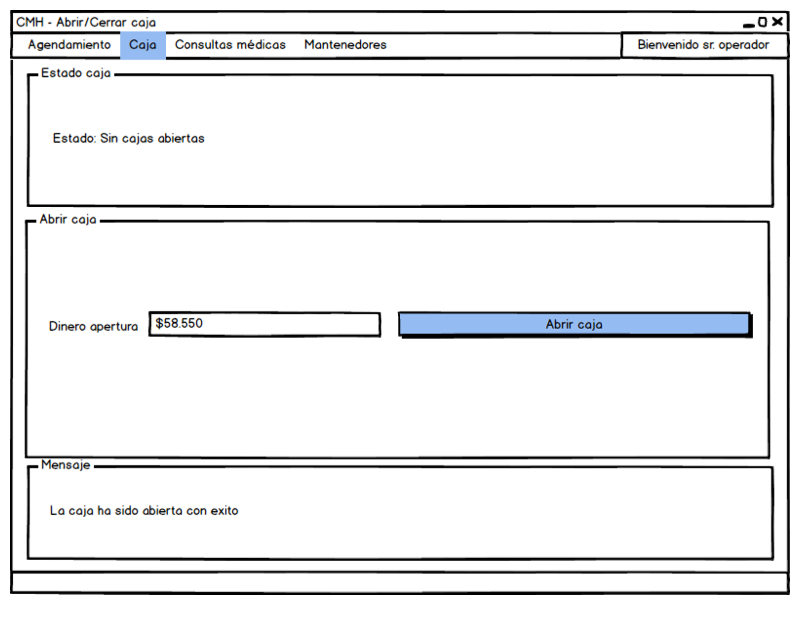 CMH - Abrir/Cerrar caja
Agendamiento Caja Consultas médicas Mantenedores Bienvenido sr. operador
Estado caja
Estado: Sin cajas abiertas
Abrir caja
Dinero apertura $58.550 Abrir caja
Mensaje
La caja ha sido abierta con exito